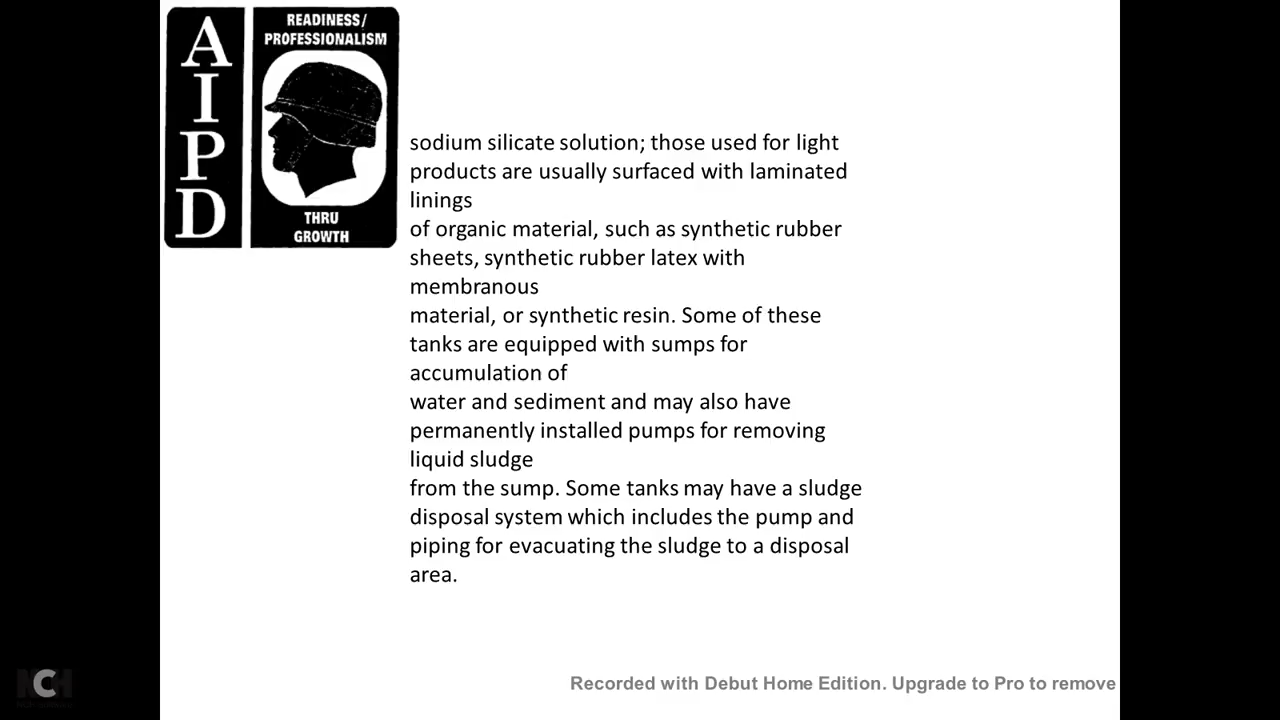 A
I
P
D
READINESS/
PROFESSIONALISM
THRU
GROWTH
sodium silicate solution; those used for light
products are usually surfaced with laminated
linings
of organic material, such as synthetic rubber
sheets, synthetic rubber latex with
membranous
material, or synthetic resin. Some of these
tanks are equipped with sumps for
accumulation of
water and sediment and may also have
permanently installed pumps for removing
liquid sludge
from the sump. Some tanks may have a sludge
disposal system which includes the pump and
piping for evacuating the sludge to a disposal
area.
NCH
Recorded with Debut Home Edition. Upgrade to Pro to remove